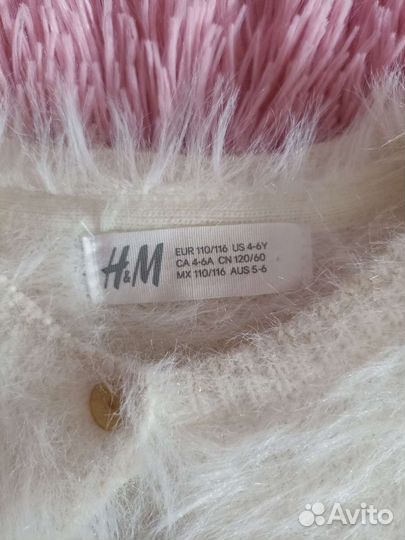 H&M
EUR 110/116 US 4-6Y
CA 4-6A CN 120/60
MX 110/116 AUS 5-6
Avito